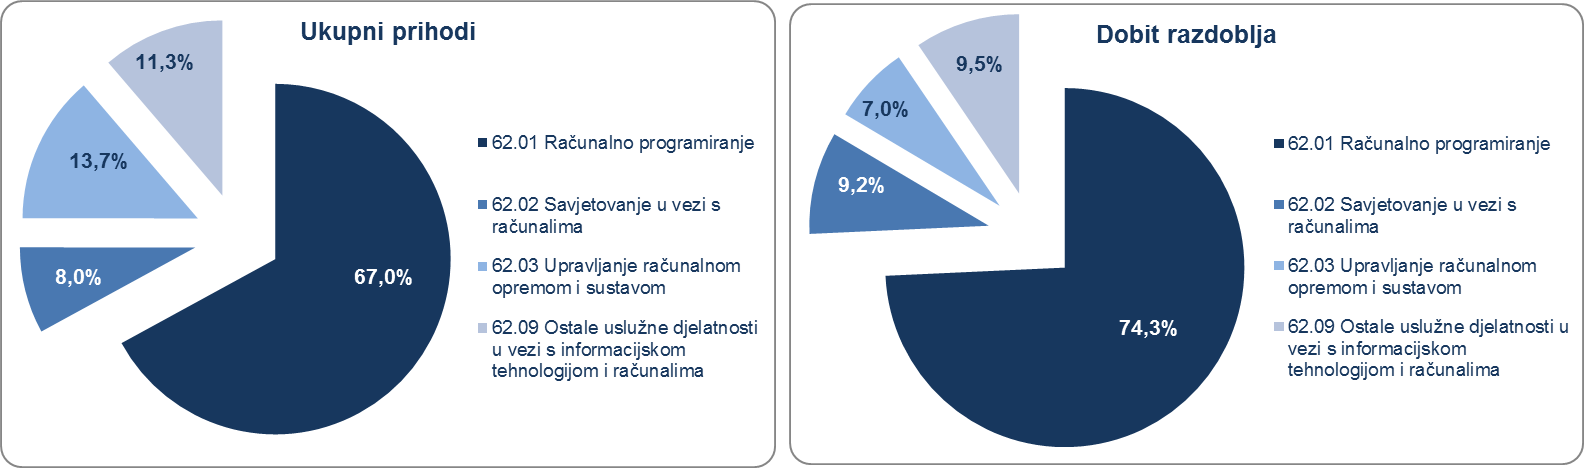 Ukupni prihodi
11,3%
13,7%
8,0%
67,0%
62.01 Računalno programiranje
62.02 Savjetovanje u vezi s
računalima
62.03 Upravljanje računalnom
opremom i sustavom
62.09 Ostale uslužne djelatnosti
u vezi s informacijskom
tehnologijom i računalima
Dobit razdoblja
9,5%
7,0%
9,2%
74,3%
62.01 Računalno programiranje
62.02 Savjetovanje u vezi s
računalima
62.03 Upravljanje računalnom
opremom i sustavom
62.09 Ostale uslužne djelatnosti u
vezi s informacijskom
tehnologijom i računalima